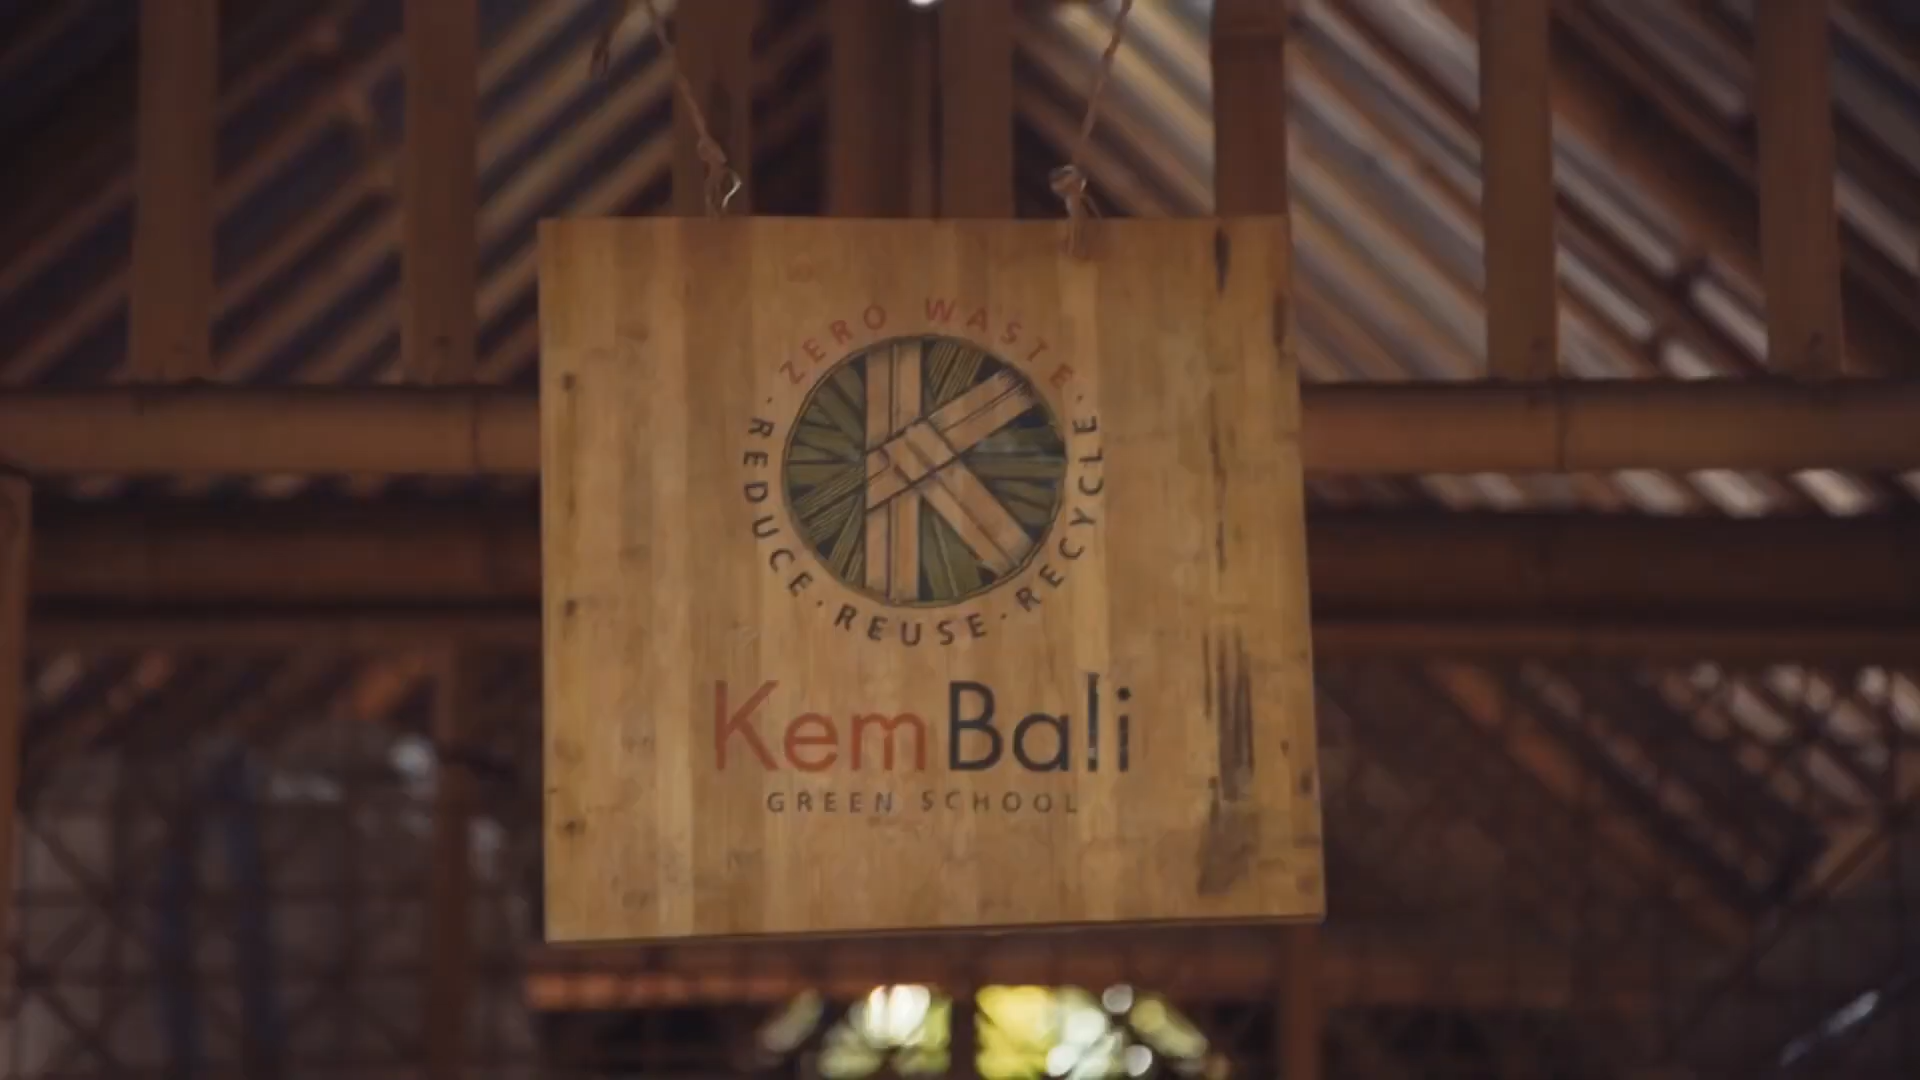 ZERO WASTE
· REDUCE · REUSE · RECYCLE ·
KemBali
GREEN SCHOOL